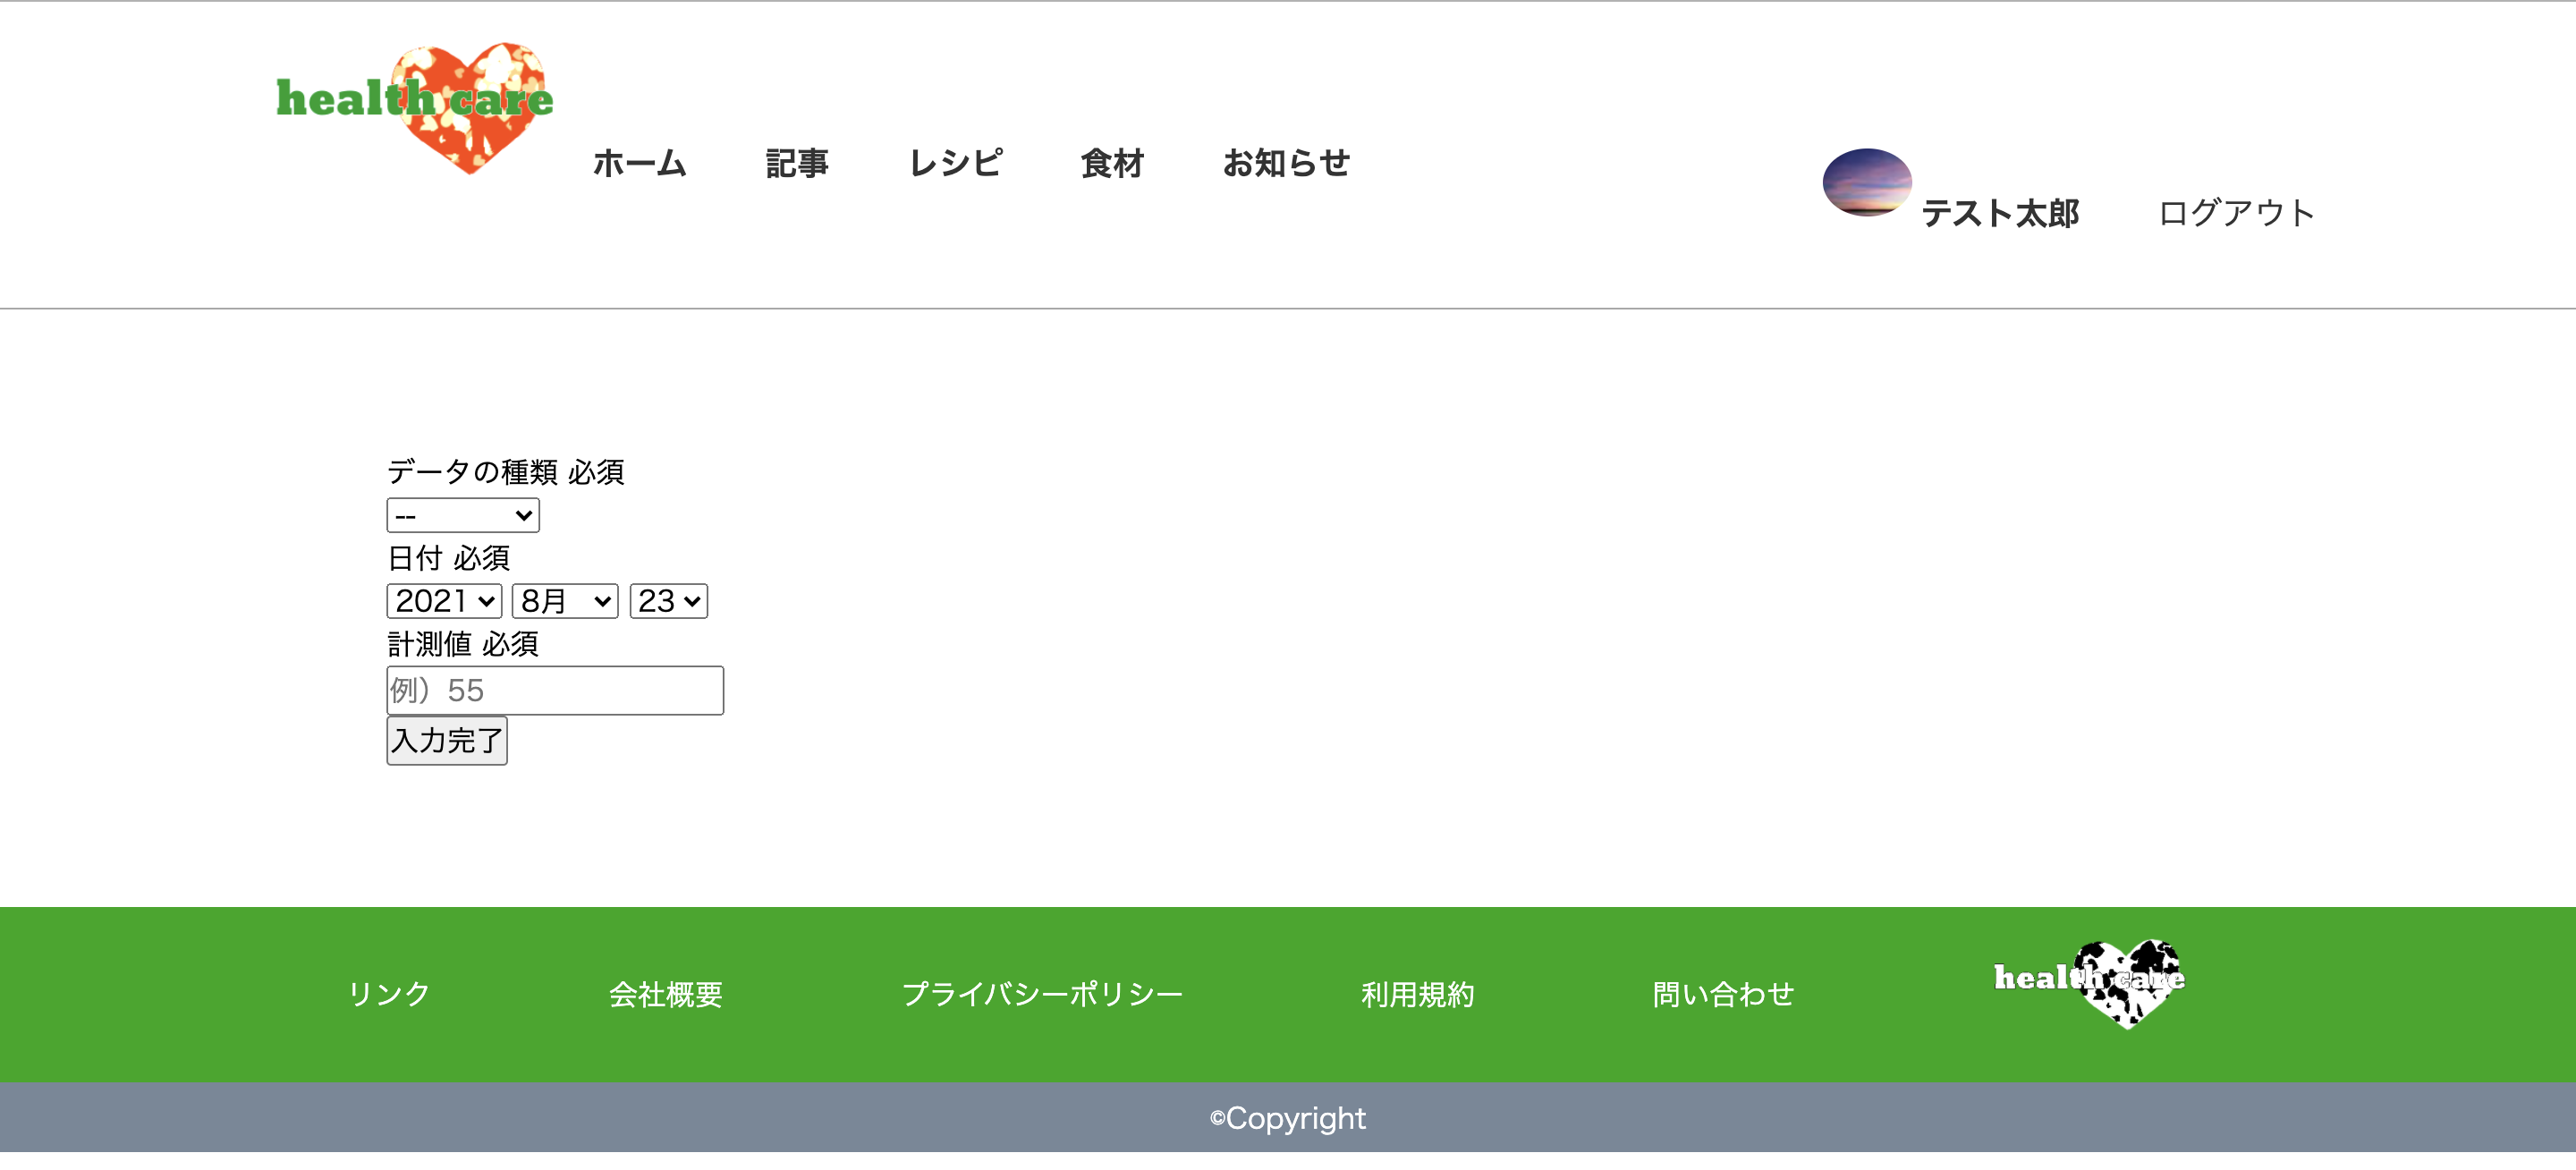 health care
ホーム 記事 レシピ 食材 お知らせ
テスト太郎 ログアウト
データの種類 必須
--
日付 必須
2021 8月 23
計測値 必須
例）55
入力完了
リンク 会社概要 プライバシーポリシー 利用規約 問い合わせ health care
©Copyright